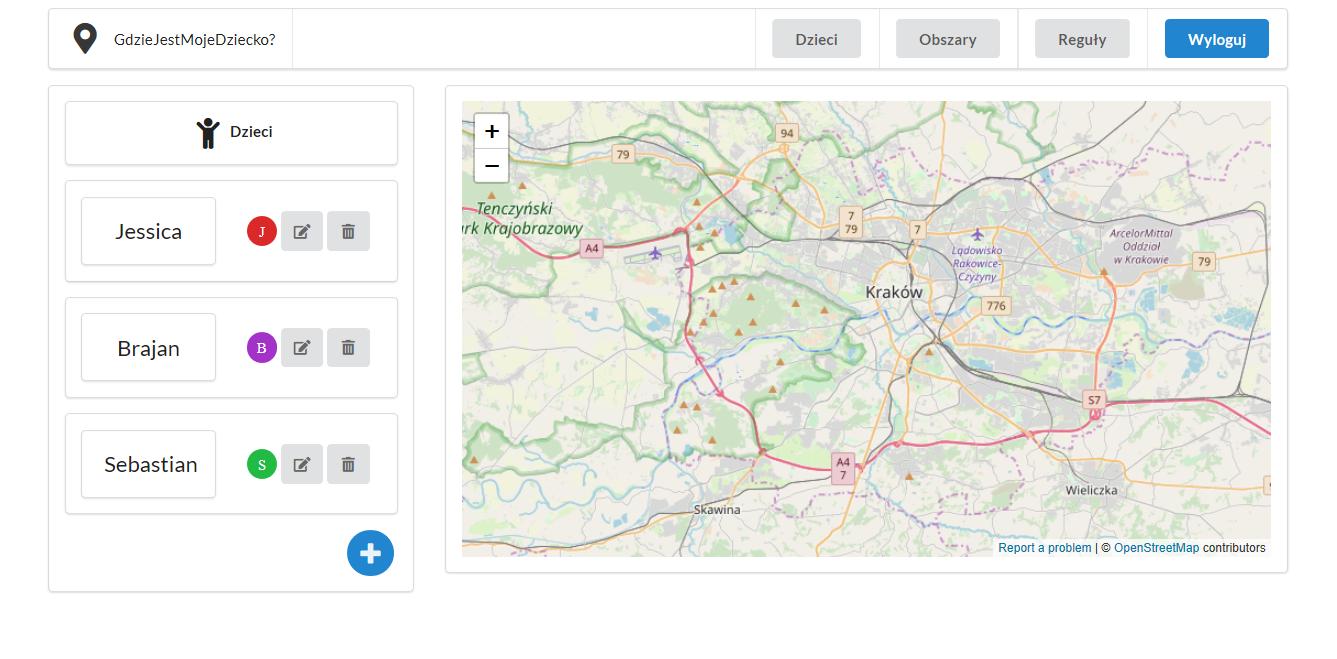 GdzieJestMojeDziecko?
Dzieci
Obszary
Reguły
Wyloguj
Dzieci
Jessica
J
Brajan
B
Sebastian
S
+
−
94
79
Tenczyński
rk Krajobrazowy
A4
7
79
7
Lądowisko
Rakowice-
Czyżyny
ArcelorMittal
Oddział
w Krakowie
79
Kraków
776
S7
A4
7
Wieliczka
Skawina
Report a problem | © OpenStreetMap contributors